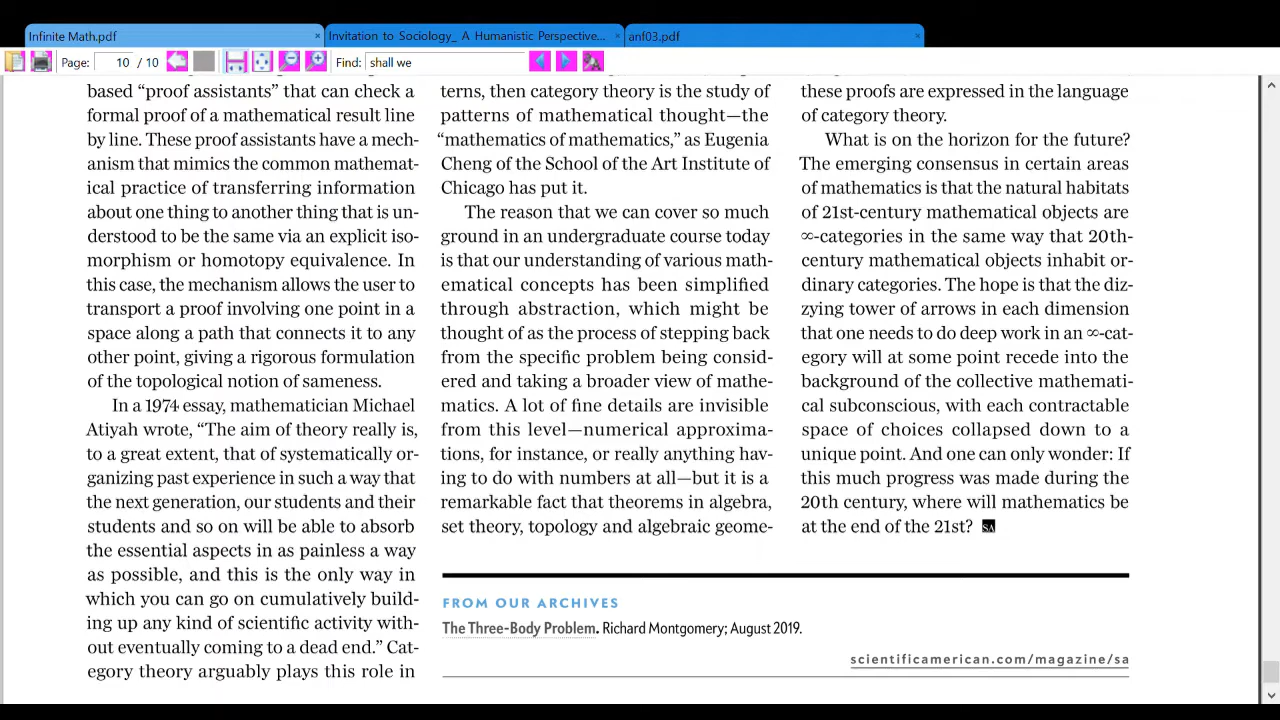 Infinite Math.pdf
Invitation to Sociology_ A Humanistic Perspective...
anf03.pdf
Page: 10 / 10
Find: shall we
based “proof assistants” that can check a
formal proof of a mathematical result line
by line. These proof assistants have a mech-
anism that mimics the common mathemat-
ical practice of transferring information
about one thing to another thing that is un-
derstood to be the same via an explicit iso-
morphism or homotopy equivalence. In
this case, the mechanism allows the user to
transport a proof involving one point in a
space along a path that connects it to any
other point, giving a rigorous formulation
of the topological notion of sameness.
In a 1974 essay, mathematician Michael
Atiyah wrote, “The aim of theory really is,
to a great extent, that of systematically or-
ganizing past experience in such a way that
the next generation, our students and their
students and so on will be able to absorb
the essential aspects in as painless a way
as possible, and this is the only way in
which you can go on cumulatively build-
ing up any kind of scientific activity with-
out eventually coming to a dead end.” Cat-
egory theory arguably plays this role in
terns, then category theory is the study of
patterns of mathematical thought—the
“mathematics of mathematics,” as Eugenia
Cheng of the School of the Art Institute of
Chicago has put it.
The reason that we can cover so much
ground in an undergraduate course today
is that our understanding of various math-
ematical concepts has been simplified
through abstraction, which might be
thought of as the process of stepping back
from the specific problem being consid-
ered and taking a broader view of mathe-
matics. A lot of fine details are invisible
from this level—numerical approxima-
tions, for instance, or really anything hav-
ing to do with numbers at all—but it is a
remarkable fact that theorems in algebra,
set theory, topology and algebraic geome-
these proofs are expressed in the language
of category theory.
What is on the horizon for the future?
The emerging consensus in certain areas
of mathematics is that the natural habitats
of 21st-century mathematical objects are
∞-categories in the same way that 20th-
century mathematical objects inhabit or-
dinary categories. The hope is that the diz-
zying tower of arrows in each dimension
that one needs to do deep work in an ∞-cat-
egory will at some point recede into the
background of the collective mathemati-
cal subconscious, with each contractable
space of choices collapsed down to a
unique point. And one can only wonder: If
this much progress was made during the
20th century, where will mathematics be
at the end of the 21st? SA
FROM OUR ARCHIVES
The Three-Body Problem. Richard Montgomery; August 2019.
scientificamerican.com/magazine/sa